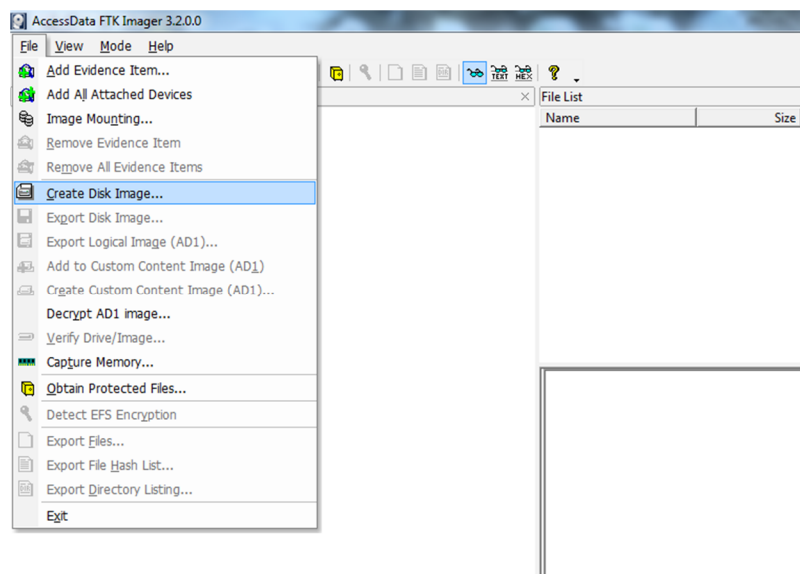 AccessData FTK Imager 3.2.0.0
File View Mode Help
Add Evidence Item...
Add All Attached Devices
Image Mounting...
Remove Evidence Item
Remove All Evidence Items
Create Disk Image...
Export Disk Image...
Export Logical Image (AD1)...
Add to Custom Content Image (AD1)
Create Custom Content Image (AD1)...
Decrypt AD1 image...
Verify Drive/Image...
Capture Memory...
Obtain Protected Files...
Detect EFS Encryption
Export Files...
Export File Hash List...
Export Directory Listing...
Exit
TEXT HEX ?
File List
Name Size